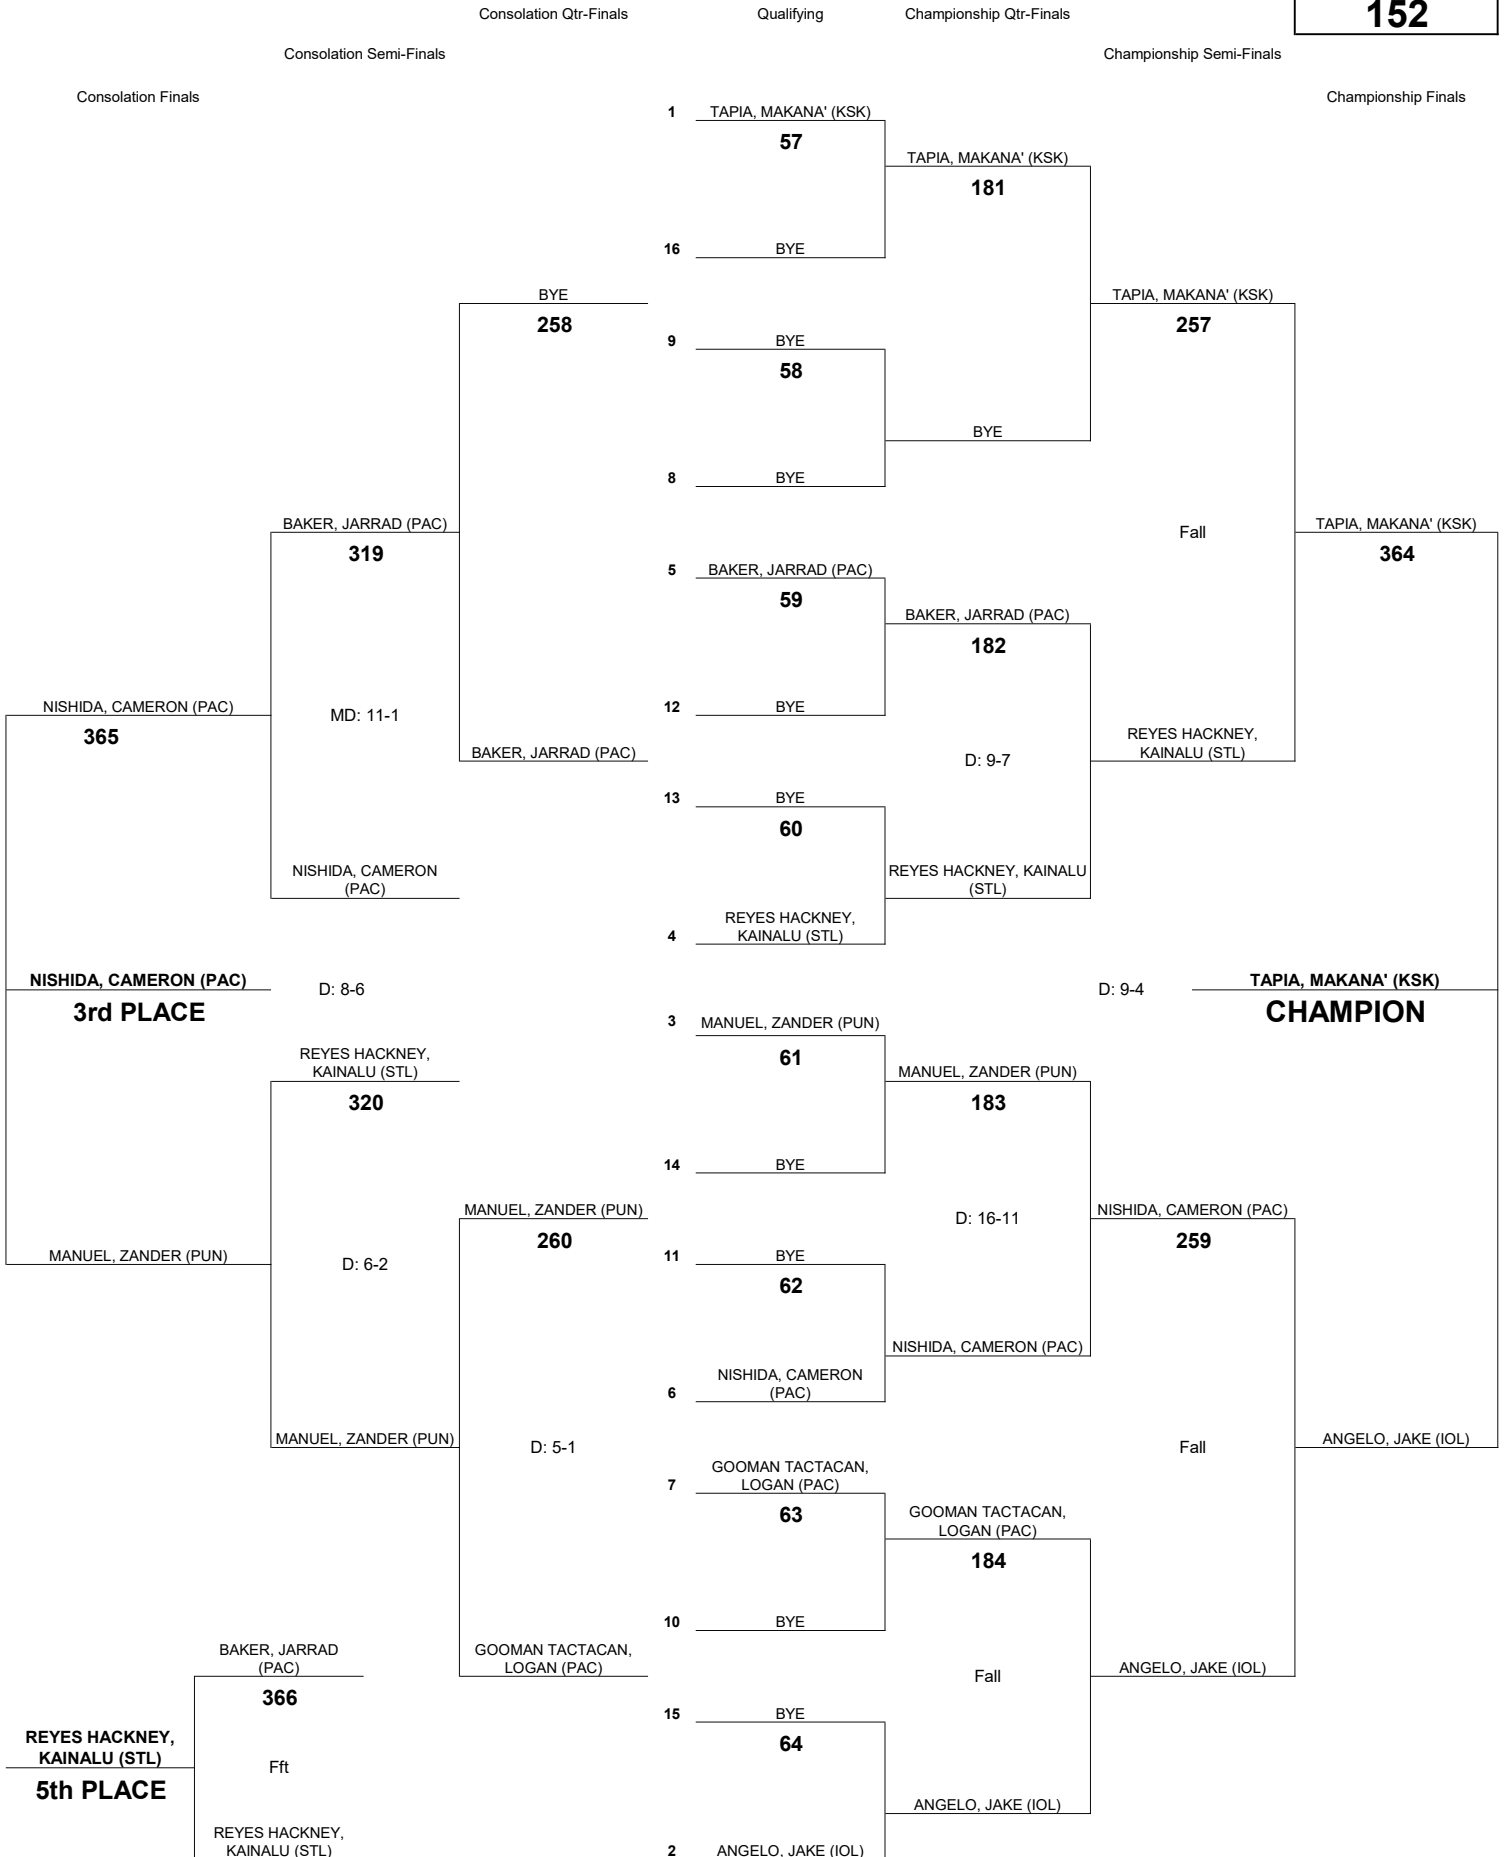 Consolation Qtr-Finals
Qualifying
Championship Qtr-Finals
152
Consolation Semi-Finals
Championship Semi-Finals
Consolation Finals
Championship Finals
1 TAPIA, MAKANA' (KSK)
57
TAPIA, MAKANA' (KSK)
181
16 BYE
BYE
258
TAPIA, MAKANA' (KSK)
257
9 BYE
58
BYE
8 BYE
BAKER, JARRAD (PAC)
319
Fall
TAPIA, MAKANA' (KSK)
364
5 BAKER, JARRAD (PAC)
59
BAKER, JARRAD (PAC)
182
NISHIDA, CAMERON (PAC)
365
MD: 11-1
12 BYE
BAKER, JARRAD (PAC)
D: 9-7
REYES HACKNEY,
KAINALU (STL)
13 BYE
60
NISHIDA, CAMERON
(PAC)
REYES HACKNEY, KAINALU
(STL)
4 REYES HACKNEY,
KAINALU (STL)
NISHIDA, CAMERON (PAC)
3rd PLACE
D: 8-6
D: 9-4
TAPIA, MAKANA' (KSK)
CHAMPION
3 MANUEL, ZANDER (PUN)
61
REYES HACKNEY,
KAINALU (STL)
320
MANUEL, ZANDER (PUN)
183
14 BYE
MANUEL, ZANDER (PUN)
260
D: 16-11
NISHIDA, CAMERON (PAC)
259
MANUEL, ZANDER (PUN)
D: 6-2
11 BYE
62
NISHIDA, CAMERON (PAC)
6 NISHIDA, CAMERON
(PAC)
MANUEL, ZANDER (PUN)
D: 5-1
Fall
ANGELO, JAKE (IOL)
7 GOOMAN TACTACAN,
LOGAN (PAC)
63
GOOMAN TACTACAN,
LOGAN (PAC)
184
10 BYE
BAKER, JARRAD
(PAC)
366
GOOMAN TACTACAN,
LOGAN (PAC)
Fall
ANGELO, JAKE (IOL)
15 BYE
64
REYES HACKNEY,
KAINALU (STL)
5th PLACE
Fft
ANGELO, JAKE (IOL)
REYES HACKNEY,
KAINALU (STL)
2 ANGELO, JAKE (IOL)